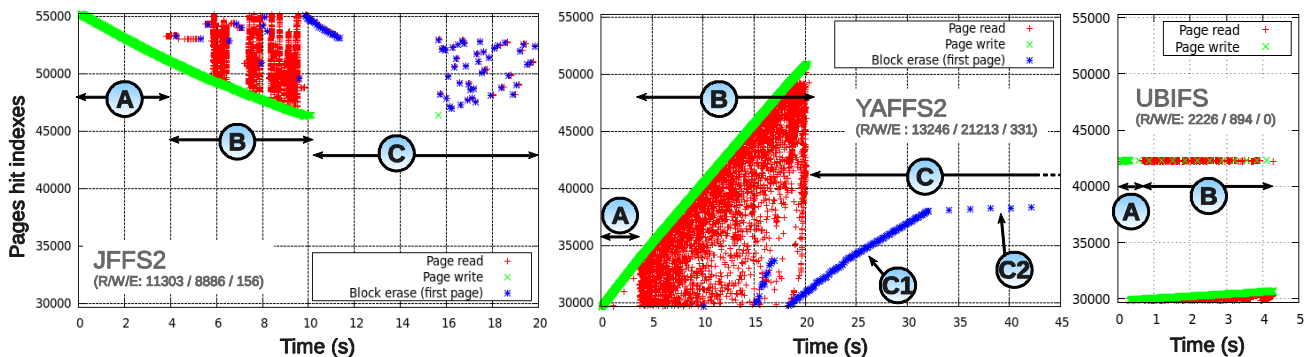 Pages hit indexes
55000
50000
45000
40000
35000
30000
A
B
C
JFFS2
(R/W/E: 11303 / 8886 / 156)
Page read
Page write
Block erase (first page)
0 2 4 6 8 10 12 14 16 18 20
Time (s)
55000
50000
45000
40000
35000
30000
Page read
Page write
Block erase (first page)
B
YAFFS2
(R/W/E : 13246 / 21213 / 331)
C
A
C1
C2
0 5 10 15 20 25 30 35 40 45
Time (s)
55000
50000
45000
40000
35000
30000
Page read
Page write
UBIFS
(R/W/E: 2226 / 894 / 0)
A
B
0 1 2 3 4 5
Time (s)